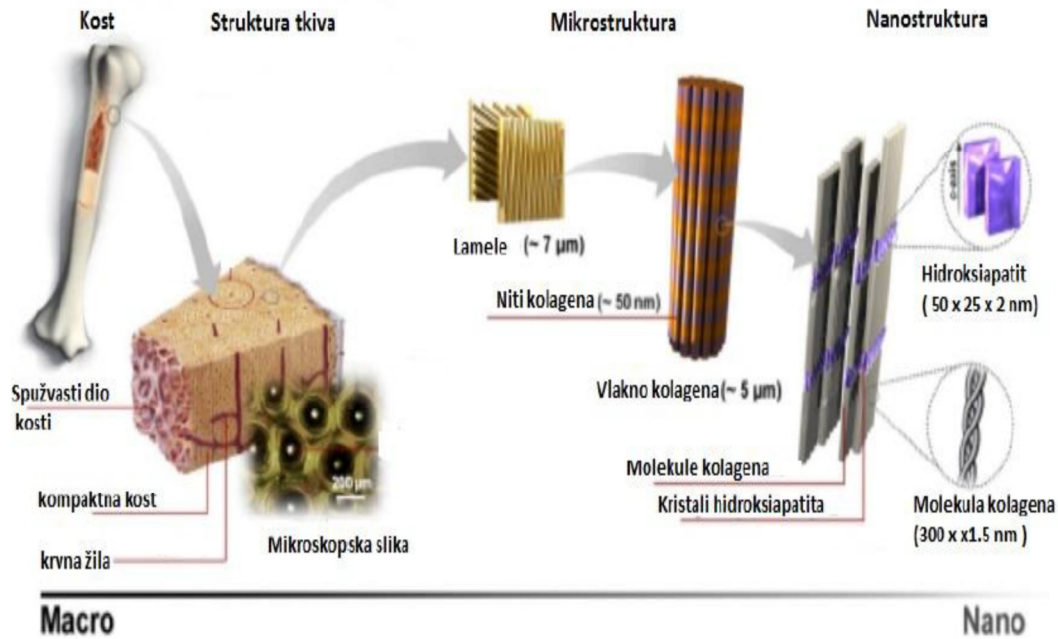 Kost
Struktura tkiva
Mikrostruktura
Nanostruktura
c-axis
Lamele (~ 7 µm)
Niti kolagena (~ 50 nm)
Hidroksiapatit
( 50 x 25 x 2 nm)
Spužvasti dio
kosti
Vlakno kolagena (~ 5 µm)
200 µm
Molekule kolagena
kompaktna kost
Kristali hidroksiapatita
Molekula kolagena
(300 x x1.5 nm )
Mikroskopska slika
krvna žila
Macro
Nano